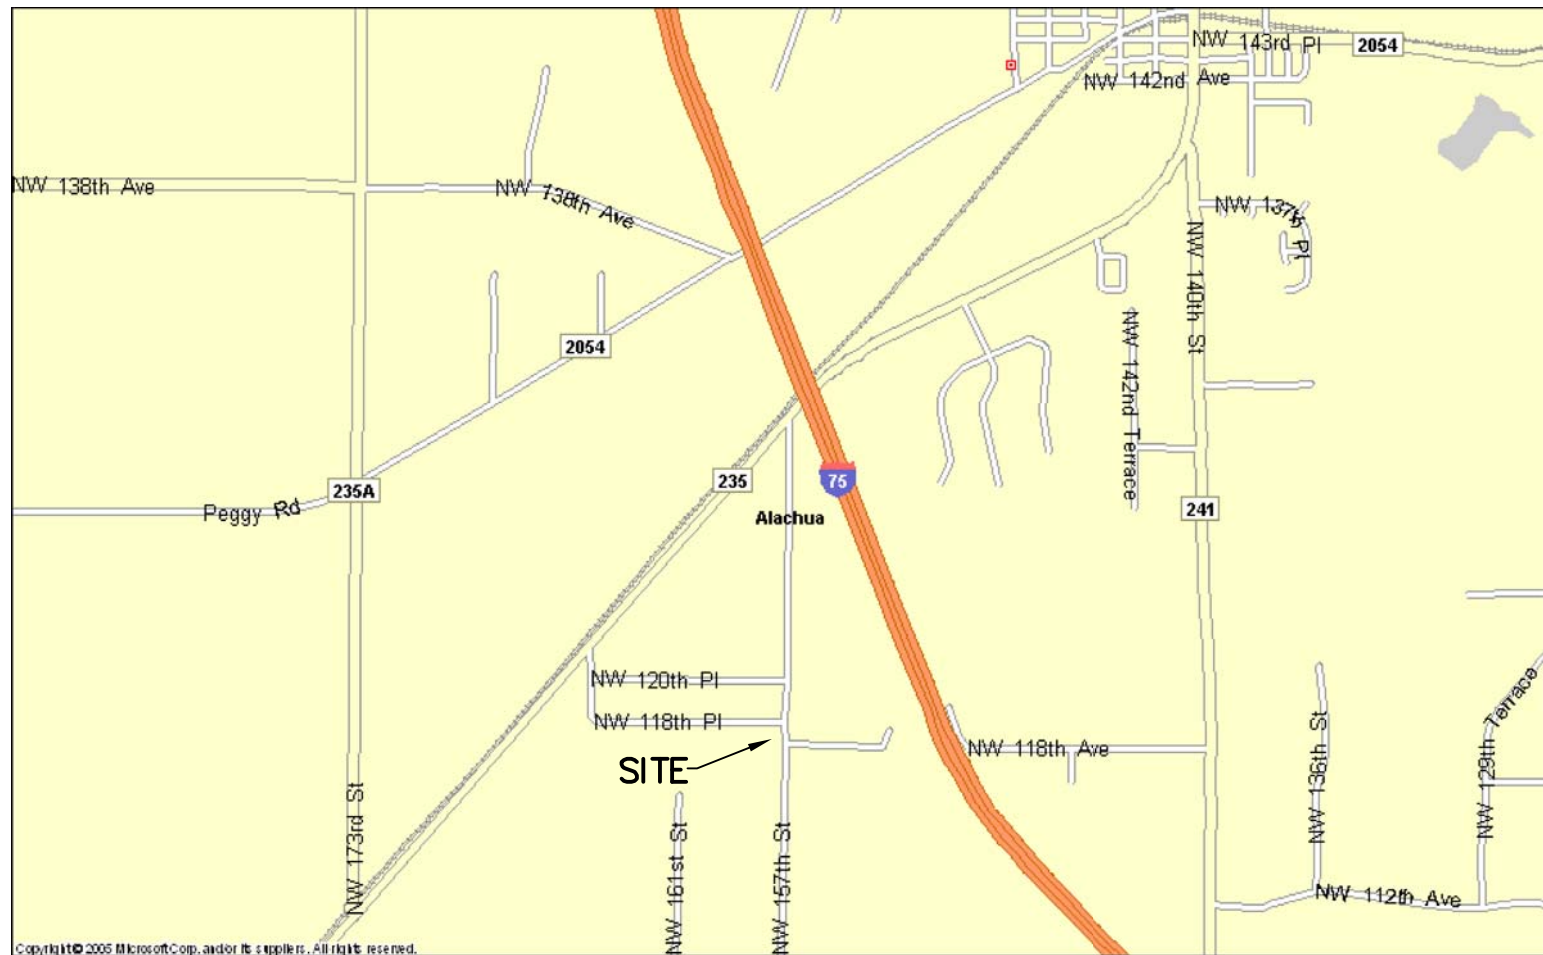 NW 143rd Pl
2054
NW 142nd Ave
NW 138th Ave
NW 138th Ave
NW 137th Pl
NW 140th St
2054
NW 142nd Terrace
235A
235
75
Peggy Rd
Alachua
241
NW 120th Pl
NW 118th Pl
NW 118th Ave
SITE
NW 129th Terrace
NW 136th St
NW 173rd St
NW 161st St
NW 157th St
NW 112th Ave
Copyright © 2005 Microsoft Corp. and/or its suppliers. All rights reserved.